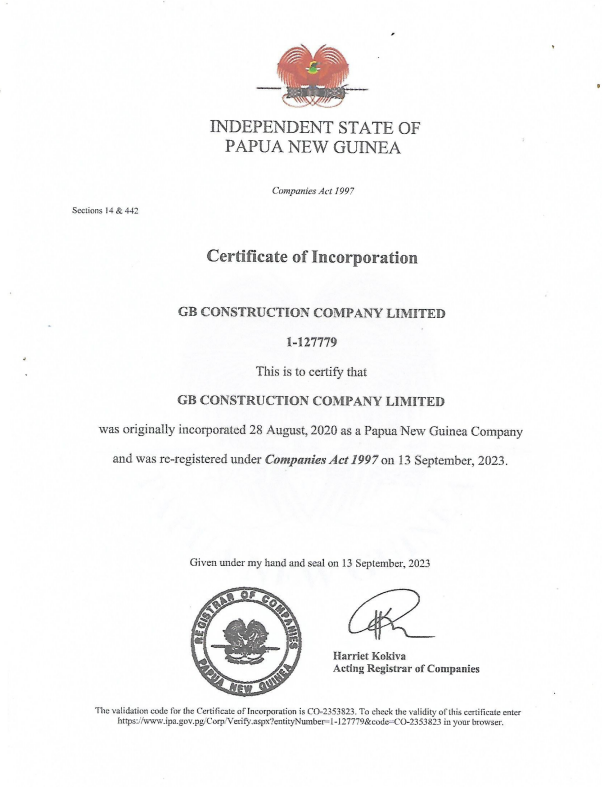 INDEPENDENT STATE OF
PAPUA NEW GUINEA
Companies Act 1997
Sections 14 & 442
Certificate of Incorporation
GB CONSTRUCTION COMPANY LIMITED
1-127779
This is to certify that
GB CONSTRUCTION COMPANY LIMITED
was originally incorporated 28 August, 2020 as a Papua New Guinea Company
and was re-registered under Companies Act 1997 on 13 September, 2023.
Given under my hand and seal on 13 September, 2023
REGISTRAR OF COMPANIES
PAPUA NEW GUINEA
Harriet Kokiva
Acting Registrar of Companies
The validation code for the Certificate of Incorporation is CO-2353823. To check the validity of this certificate enter
https://www.ipa.gov.pg/Corp/Verify.aspx?entityNumber=1-127779&code=CO-2353823 in your browser.